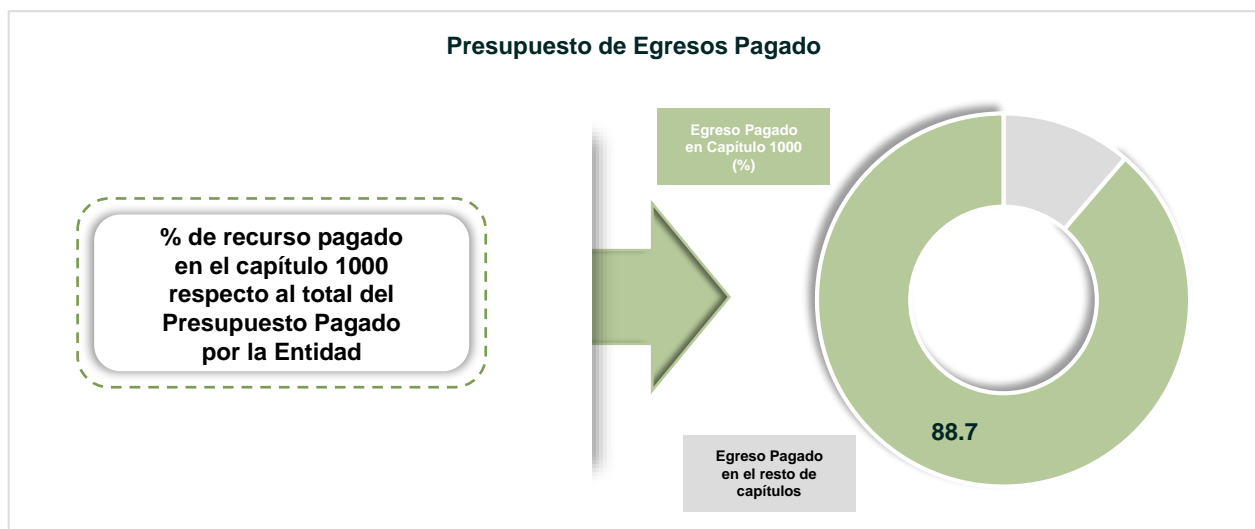 Presupuesto de Egresos Pagado
Egreso Pagado
en Capítulo 1000
(%)
% de recurso pagado
en el capítulo 1000
respecto al total del
Presupuesto Pagado
por la Entidad
88.7
Egreso Pagado
en el resto de
capítulos